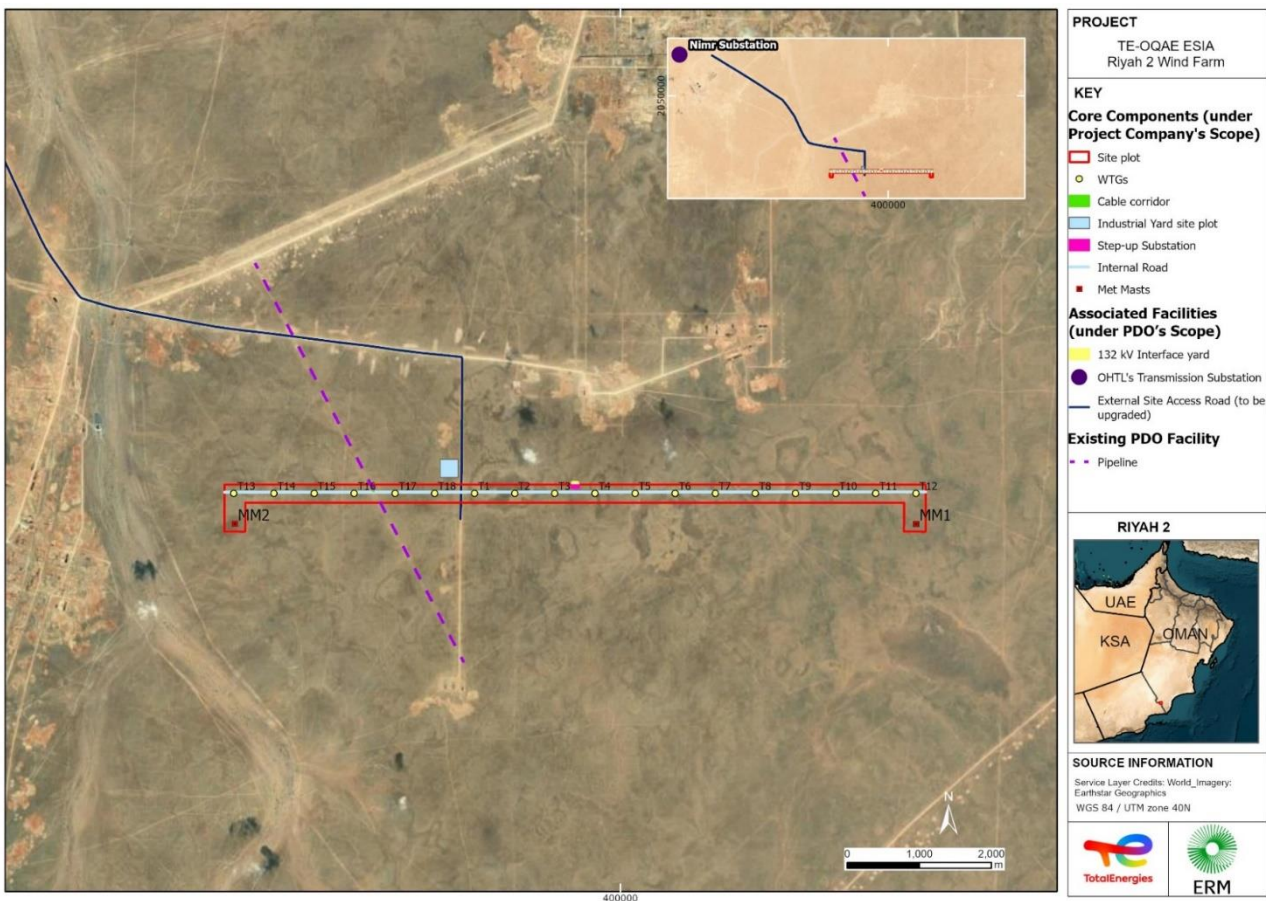 PROJECT
TE-OQAE ESIA
Riyah 2 Wind Farm
KEY
Core Components (under
Project Company's Scope)
Site plot
WTGs
Cable corridor
Industrial Yard site plot
Step-up Substation
Internal Road
Met Masts
Associated Facilities
(under PDO's Scope)
132 kV Interface yard
OHTL's Transmission Substation
External Site Access Road (to be
upgraded)
Existing PDO Facility
Pipeline
RIYAH 2
UAE
KSA
OMAN
SOURCE INFORMATION
Service Layer Credits: World_Imagery:
Earthstar Geographics
WGS 84 / UTM zone 40N
TotalEnergies
ERM
Nimr Substation
2050000
400000
T13 T14 T15 T16 T17 T18 T1 T2 T3 T4 T5 T6 T7 T8 T9 T10 T11 T12
MM2 MM1
N
0 1,000 2,000
m
400000